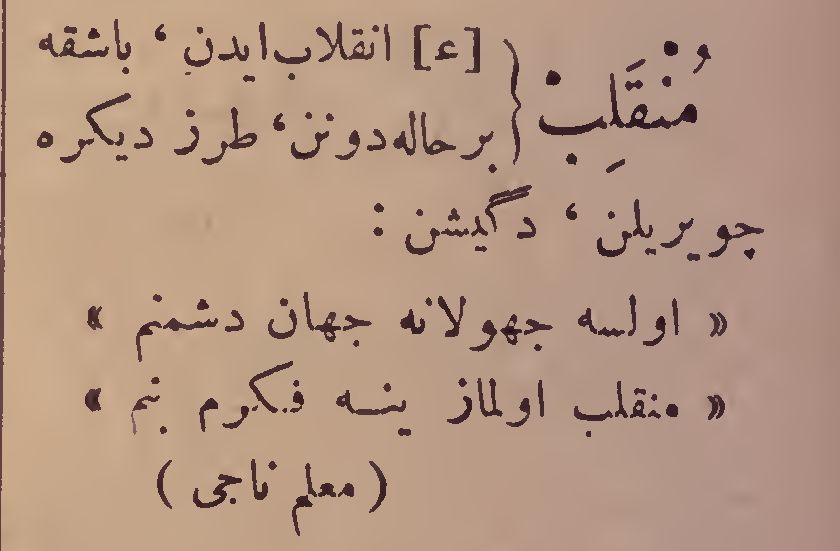 مُنْقَلِبْ } [ع] انقلاب ایدن ، باشقه
بر حاله دونن ، طرز دیکره
چویریلن ، دگیشن :
« اولسه جهولانه جهان دشمنم »
« منقلب اولماز ینه فکرم بنم »
( معلم ناجی )